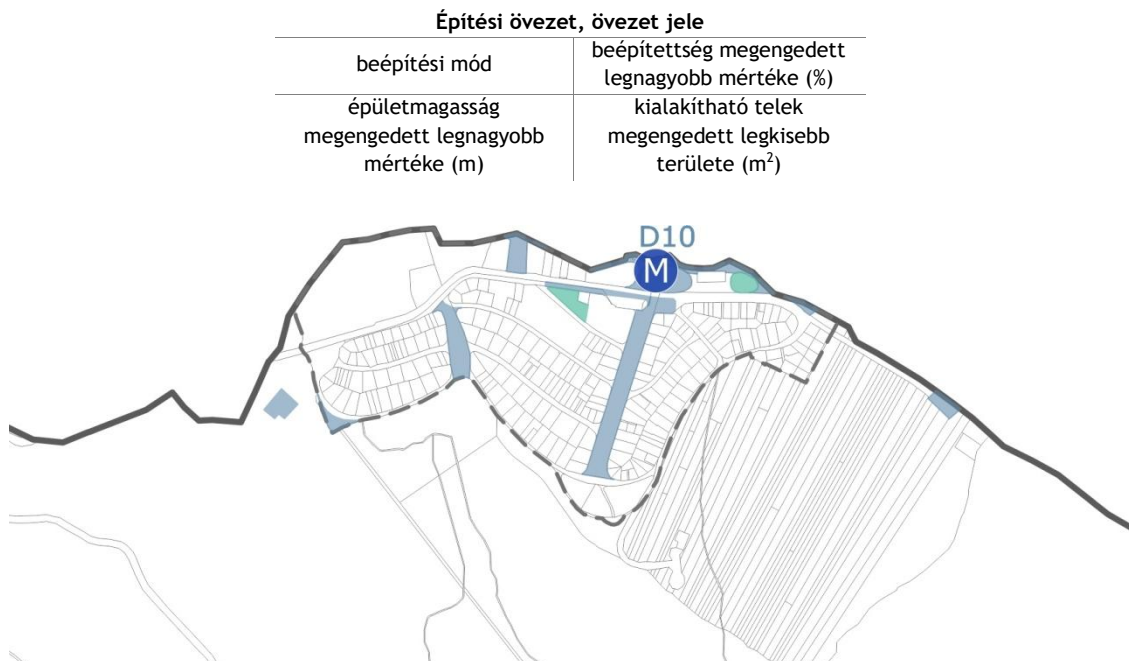 Építési övezet, övezet jele
beépítési mód
beépítettség megengedett
legnagyobb mértéke (%)
épületmagasság
megengedett legnagyobb
mértéke (m)
kialakítható telek
megengedett legkisebb
területe (m²)
D10
M